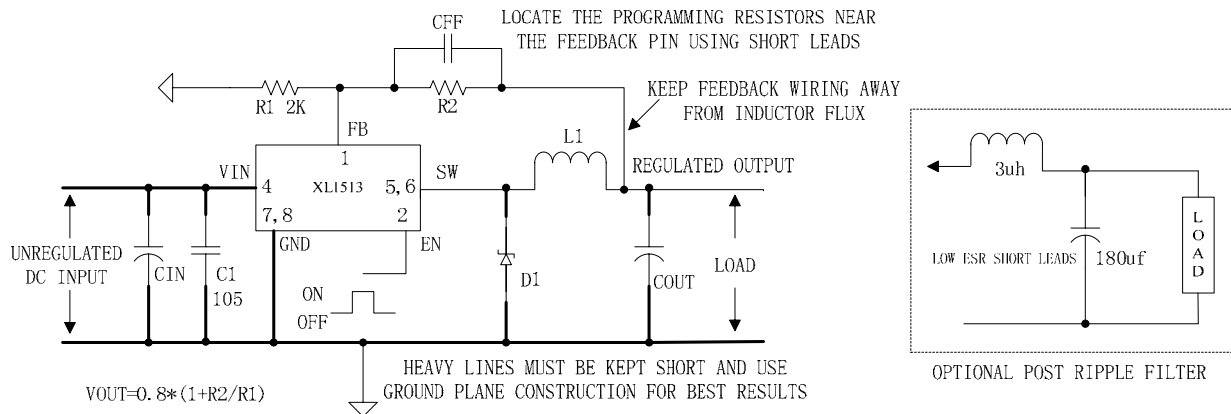 LOCATE THE PROGRAMMING RESISTORS NEAR
THE FEEDBACK PIN USING SHORT LEADS
CFF
R1 2K
R2
KEEP FEEDBACK WIRING AWAY
FROM INDUCTOR FLUX
FB
1
L1
VIN
4
XL1513
5,6
SW
REGULATED OUTPUT
7,8
2
GND
EN
UNREGULATED
DC INPUT
CIN
C1
105
ON
OFF
D1
COUT
LOAD
HEAVY LINES MUST BE KEPT SHORT AND USE
GROUND PLANE CONSTRUCTION FOR BEST RESULTS
VOUT=0.8*(1+R2/R1)
3uh
LOW ESR SHORT LEADS
180uf
LOAD
OPTIONAL POST RIPPLE FILTER